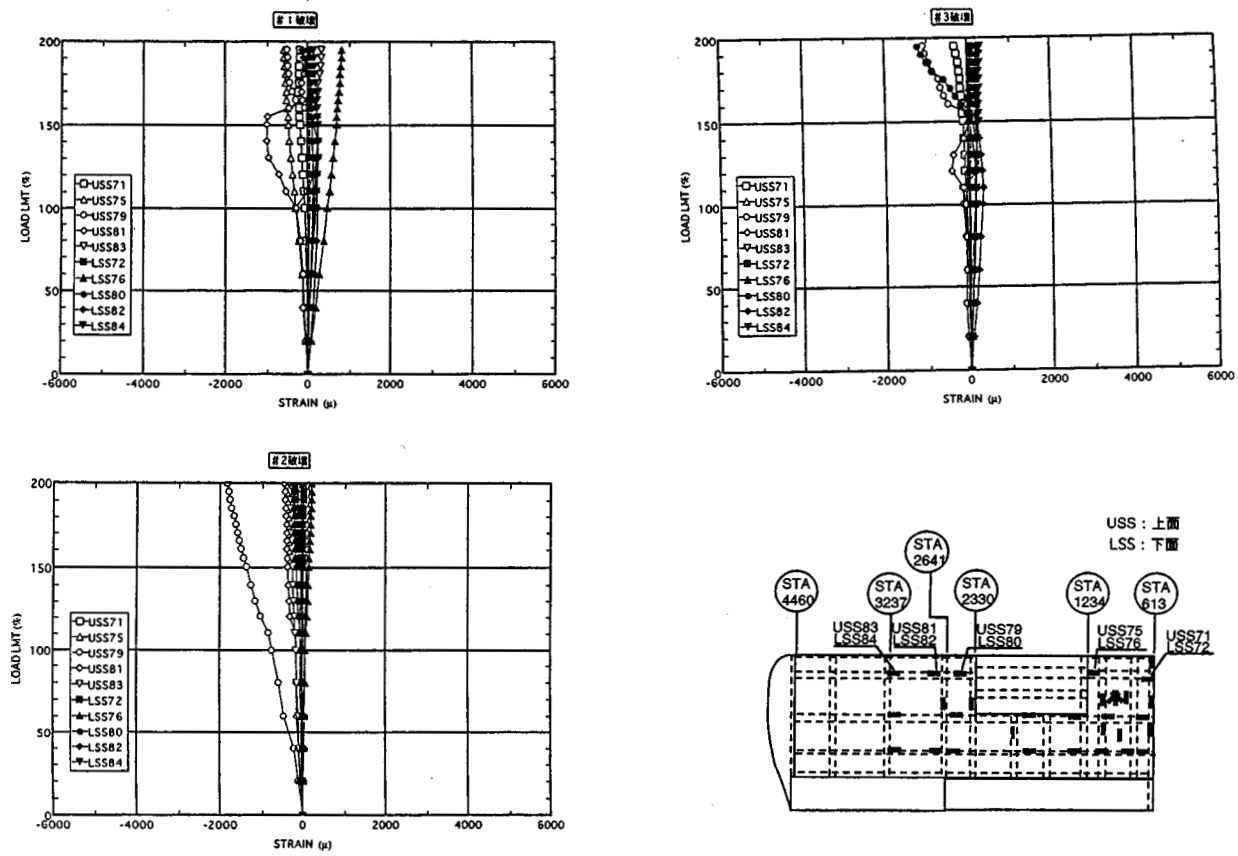 #1破壊
200
150
100
50
0
LOAD LMT (%)
-6000
-4000
-2000
0
2000
4000
6000
STRAIN (μ)
USS71
USS75
USS79
USS81
USS83
LSS72
LSS76
LSS80
LSS82
LSS84
#3破壊
200
150
100
50
0
LOAD LMT (%)
-6000
-4000
-2000
0
2000
4000
6000
STRAIN (μ)
USS71
USS75
USS79
USS81
USS83
LSS72
LSS76
LSS80
LSS82
LSS84
#2破壊
200
150
100
50
0
LOAD LMT (%)
-6000
-4000
-2000
0
2000
4000
6000
STRAIN (μ)
USS71
USS75
USS79
USS81
USS83
LSS72
LSS76
LSS80
LSS82
LSS84
USS : 上面
LSS : 下面
STA
2641
STA
4460
STA
3237
STA
2330
STA
1234
STA
613
USS83
LSS84
USS81
LSS82
USS79
LSS80
USS75
LSS76
USS71
LSS72